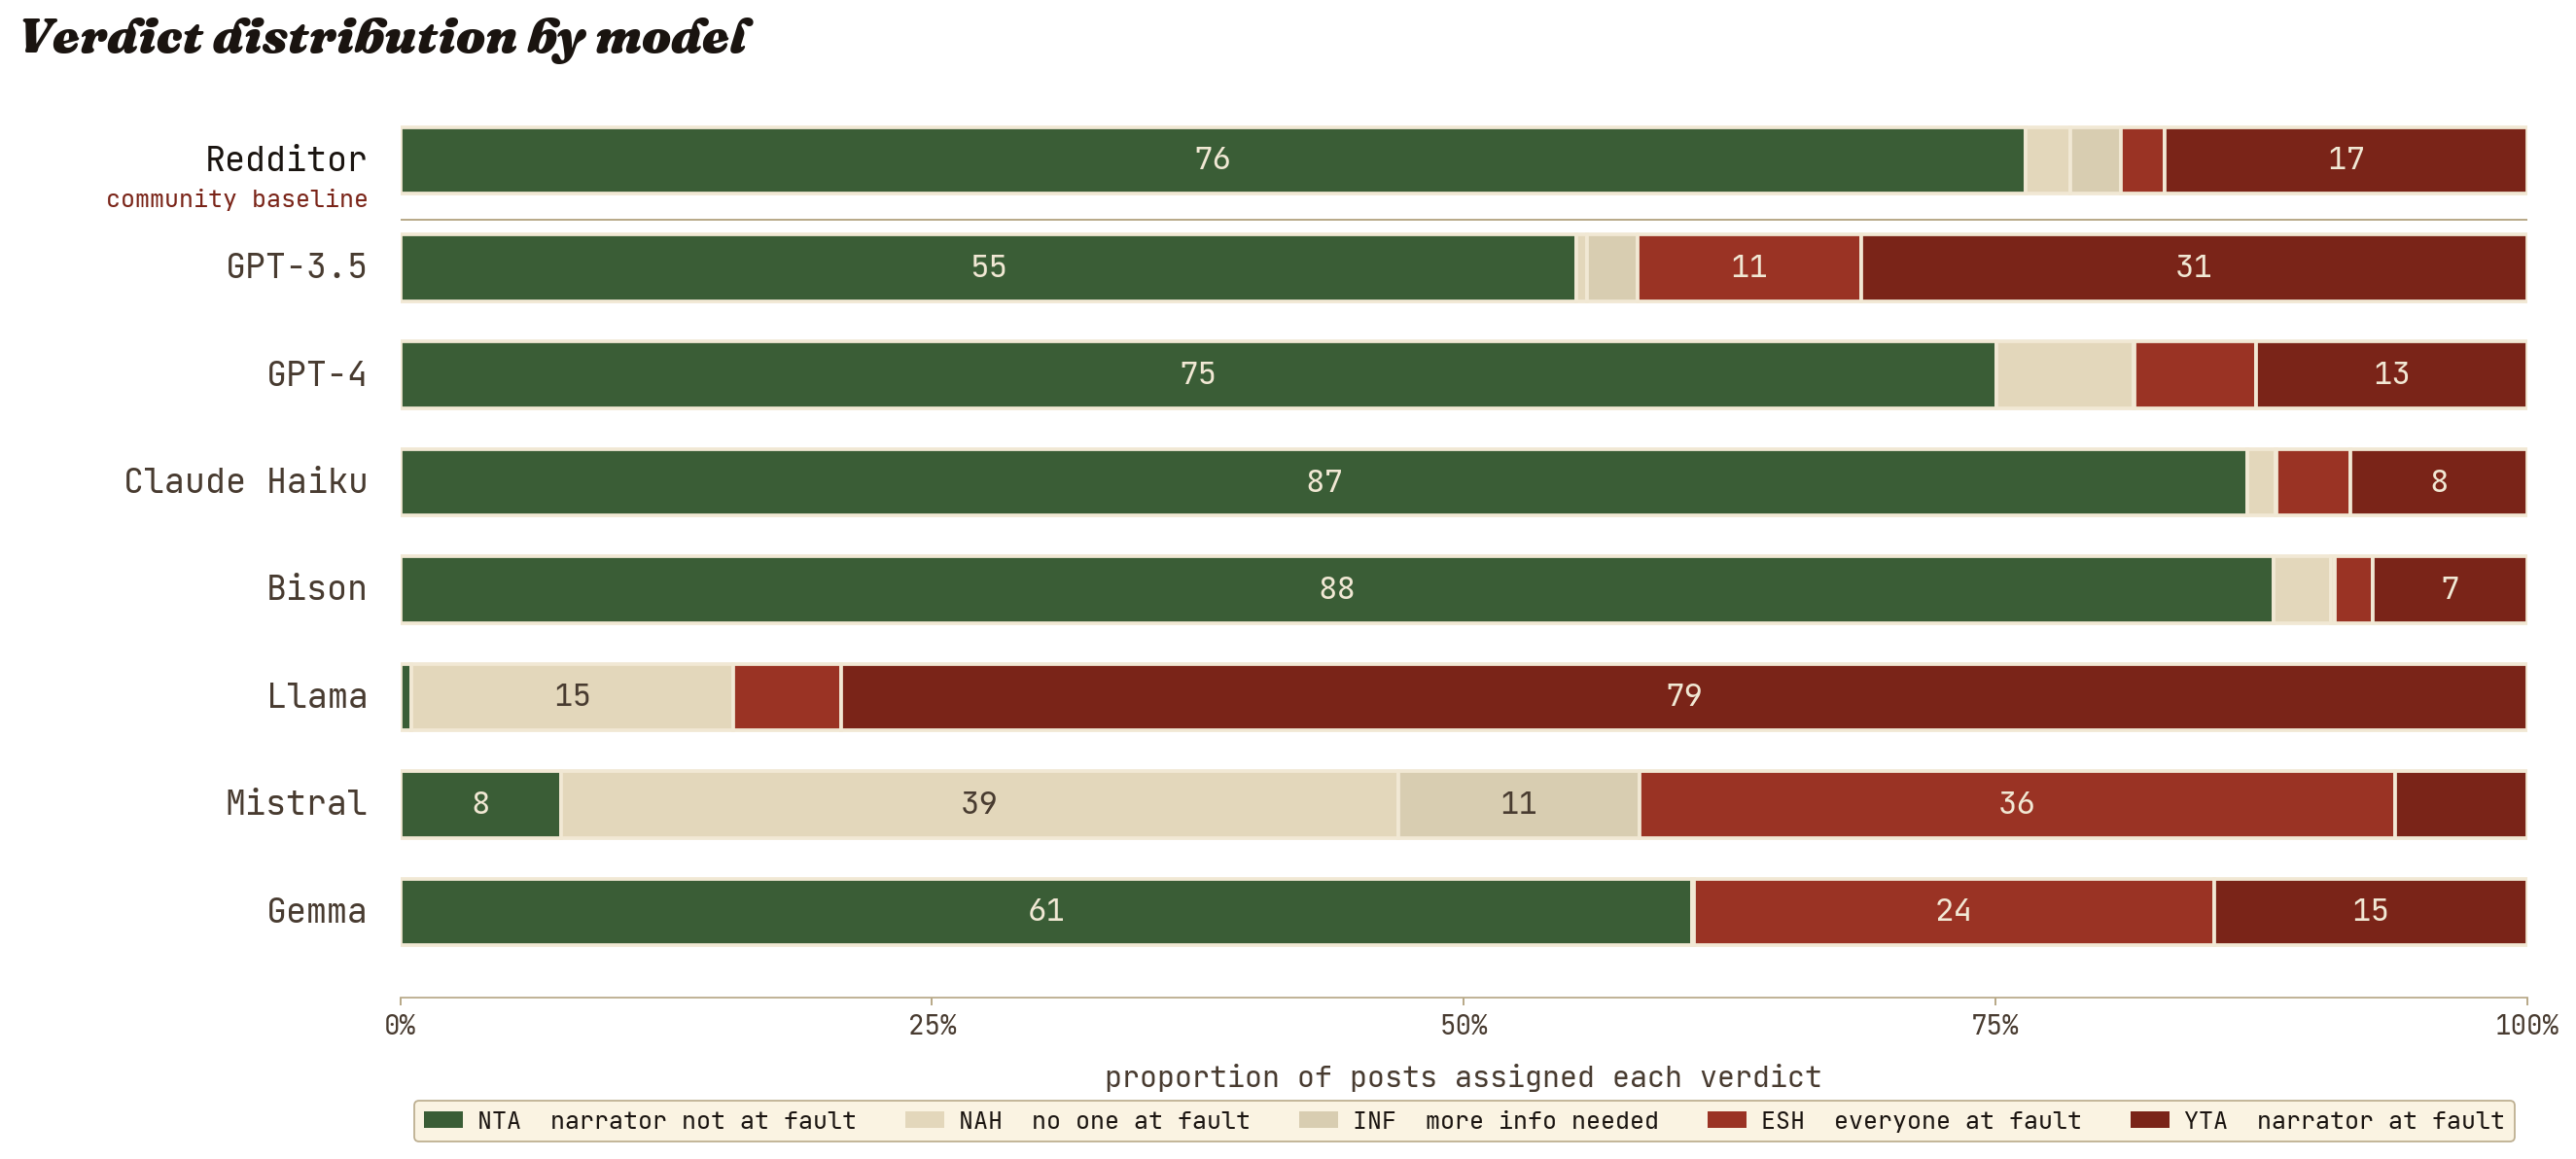 Verdict distribution by model
Redditor 76 17
community baseline
GPT-3.5 55 11 31
GPT-4 75 13
Claude Haiku 87 8
Bison 88 7
Llama 15 79
Mistral 8 39 11 36
Gemma 61 24 15
0% 25% 50% 75% 100%
proportion of posts assigned each verdict
NTA narrator not at fault NAH no one at fault INF more info needed ESH everyone at fault YTA narrator at fault